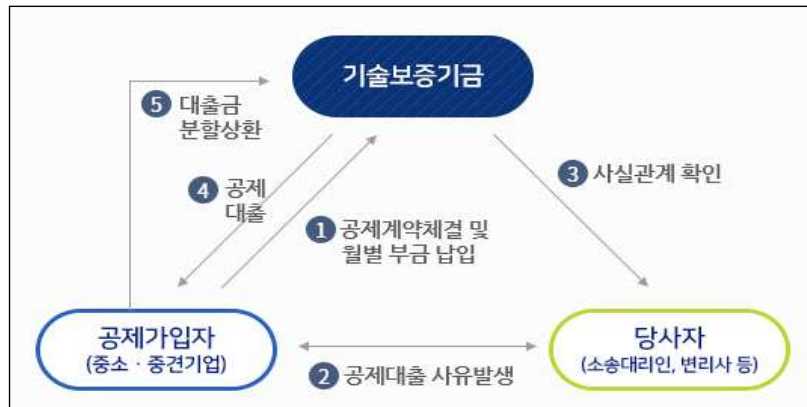 기술보증기금
5 대출금
분할상환
4 공제
대출
3 사실관계 확인
1 공제계약체결 및
월별 부금 납입
공제가입자
(중소 · 중견기업)
2 공제대출 사유발생
당사자
(소송대리인, 변리사 등)